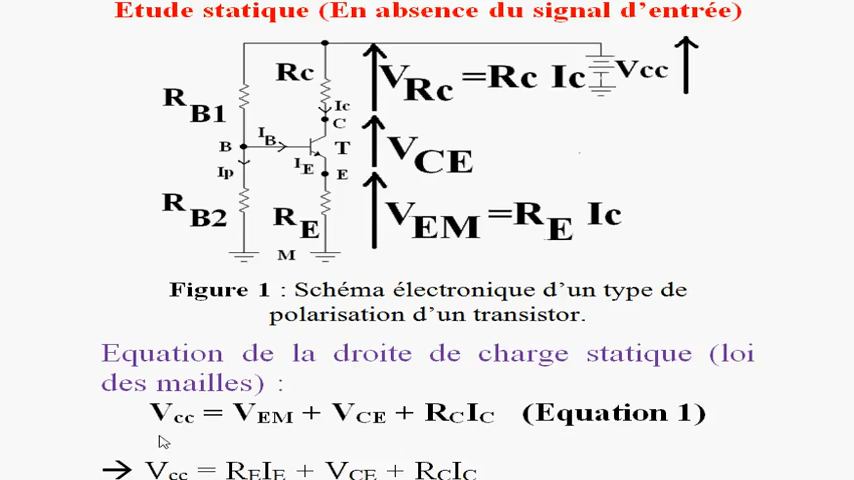 Etude statique (En absence du signal d'entrée)
Rc
VRc =Rc Ic
Vcc
RB1
Ic
C
B
IB
T
VCE
Ip
IE
E
RB2
RE
VEM =RE Ic
M
Figure 1 : Schéma électronique d'un type de
polarisation d'un transistor.
Equation de la droite de charge statique (loi
des mailles) :
Vcc = VEM + VCE + RCIC (Equation 1)
→ Vcc = REIE + VCE + RCIC